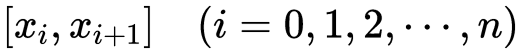 [x_i, x_{i+1}] (i = 0, 1, 2, ⋯, n)